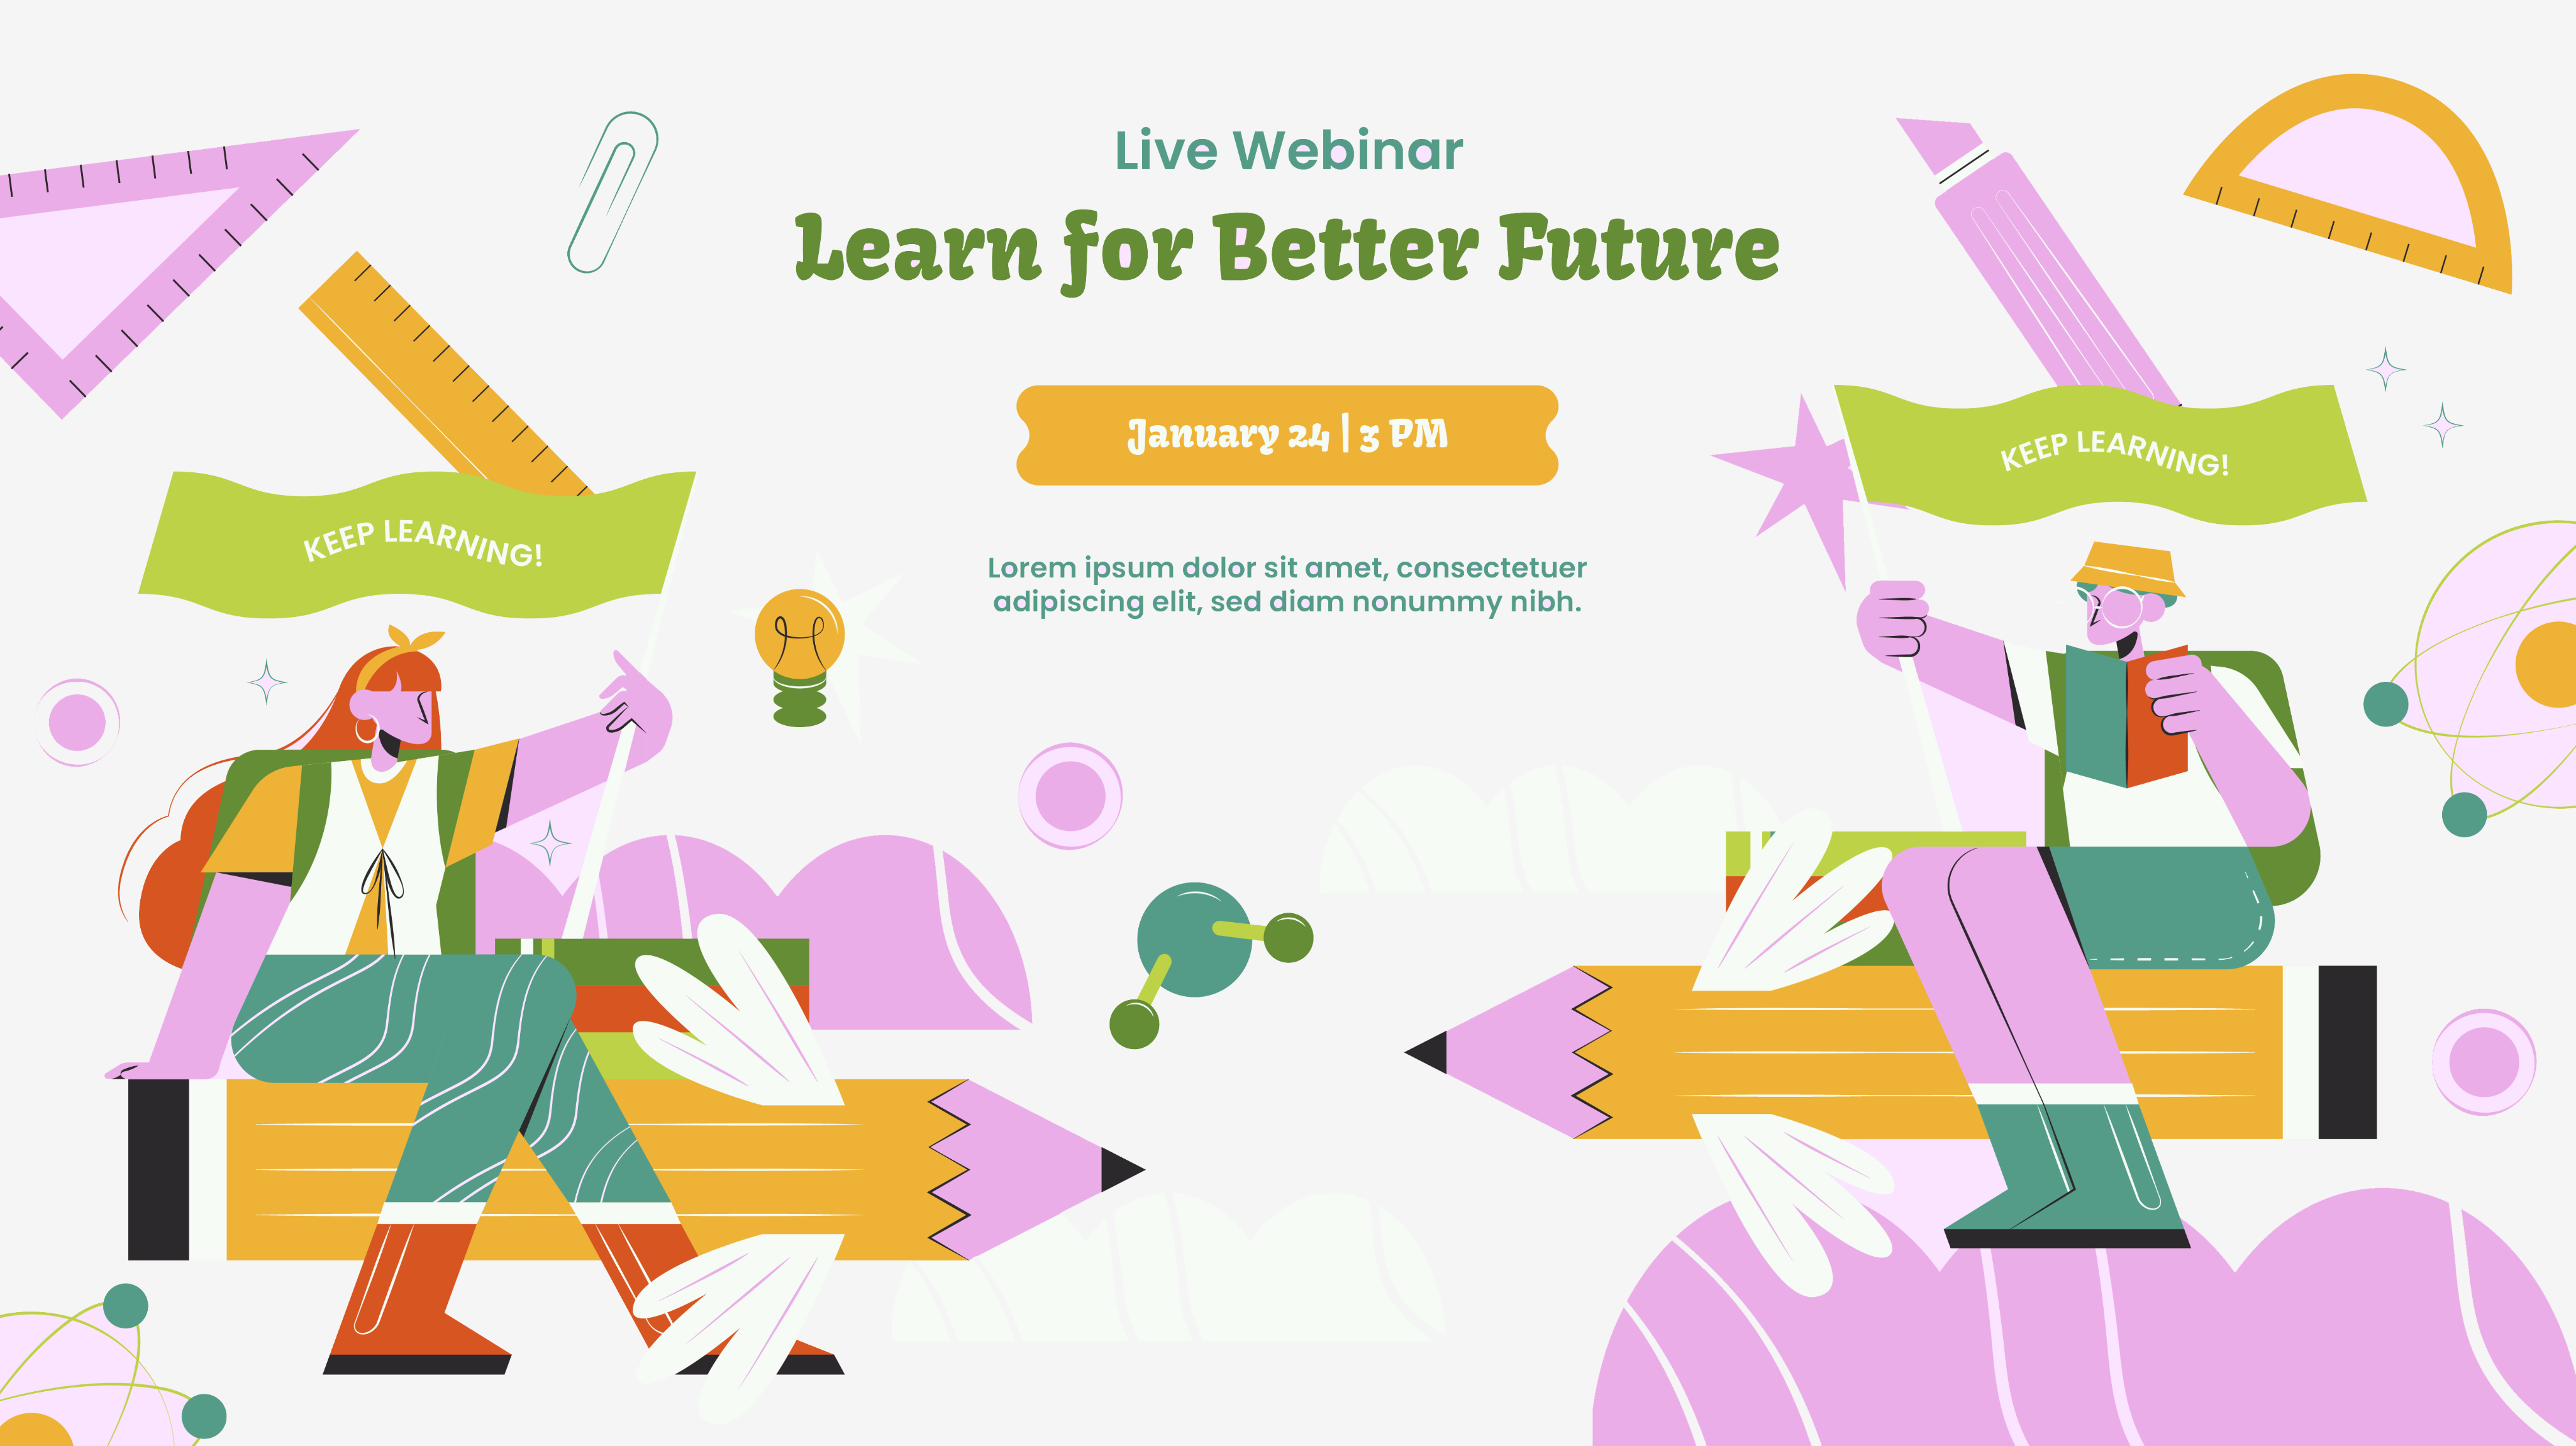 Live Webinar
Learn for Better Future
January 24 | 3 PM
KEEP LEARNING!
KEEP LEARNING!
Lorem ipsum dolor sit amet, consectetuer
adipiscing elit, sed diam nonummy nibh.